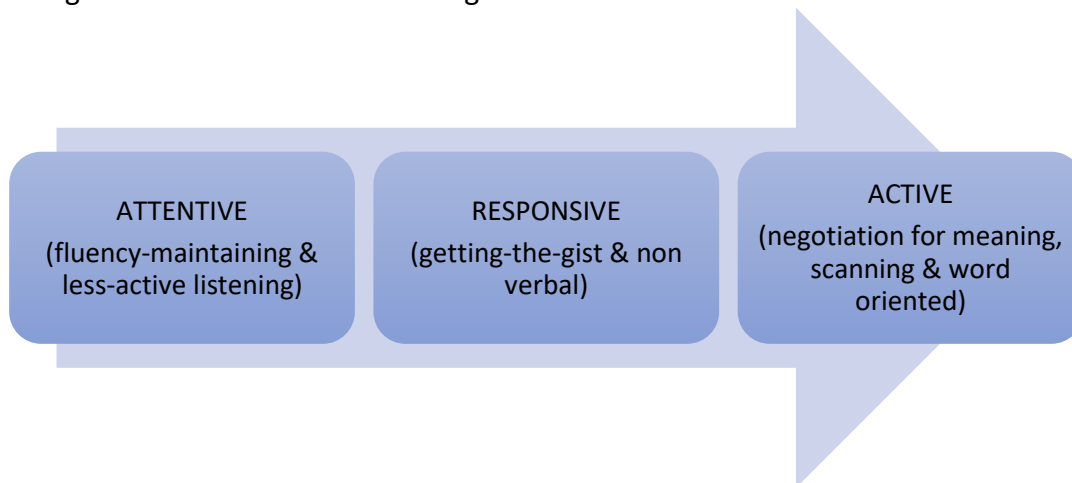 ATTENTIVE
(fluency-maintaining &
less-active listening)
RESPONSIVE
(getting-the-gist & non
verbal)
ACTIVE
(negotiation for meaning,
scanning & word
oriented)